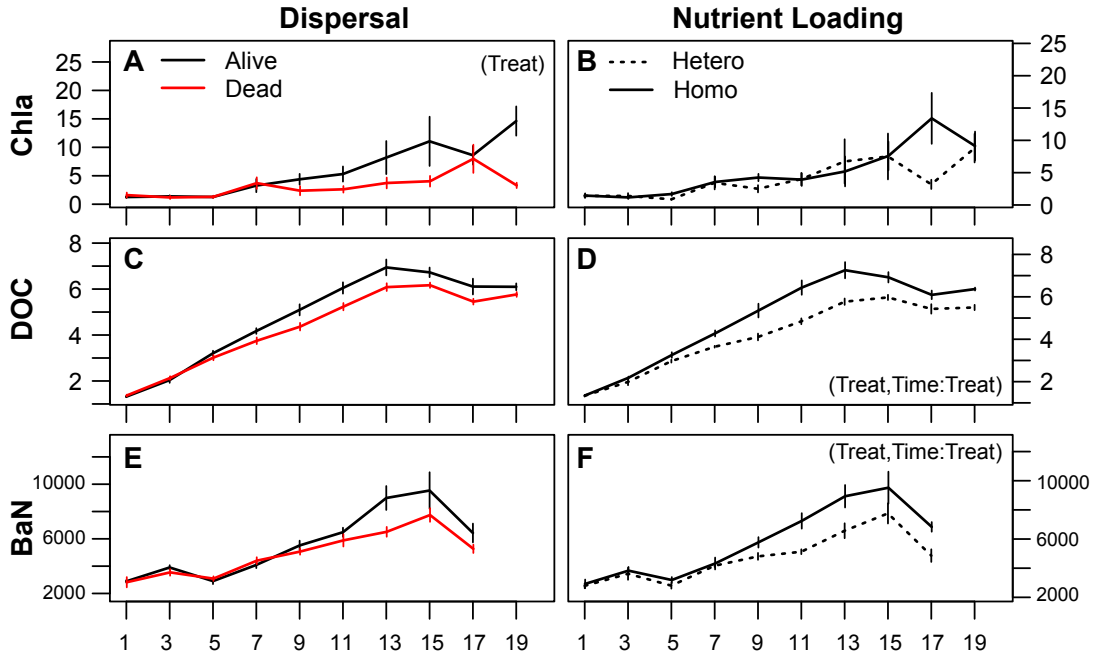 Dispersal
Nutrient Loading
A
Alive
Dead
(Treat)
Chla
25
20
15
10
5
0
B
Hetero
Homo
25
20
15
10
5
0
C
DOC
8
6
4
2
D
(Treat,Time:Treat)
8
6
4
2
E
BaN
10000
6000
2000
F
(Treat,Time:Treat)
10000
6000
2000
1 3 5 7 9 11 13 15 17 19
1 3 5 7 9 11 13 15 17 19